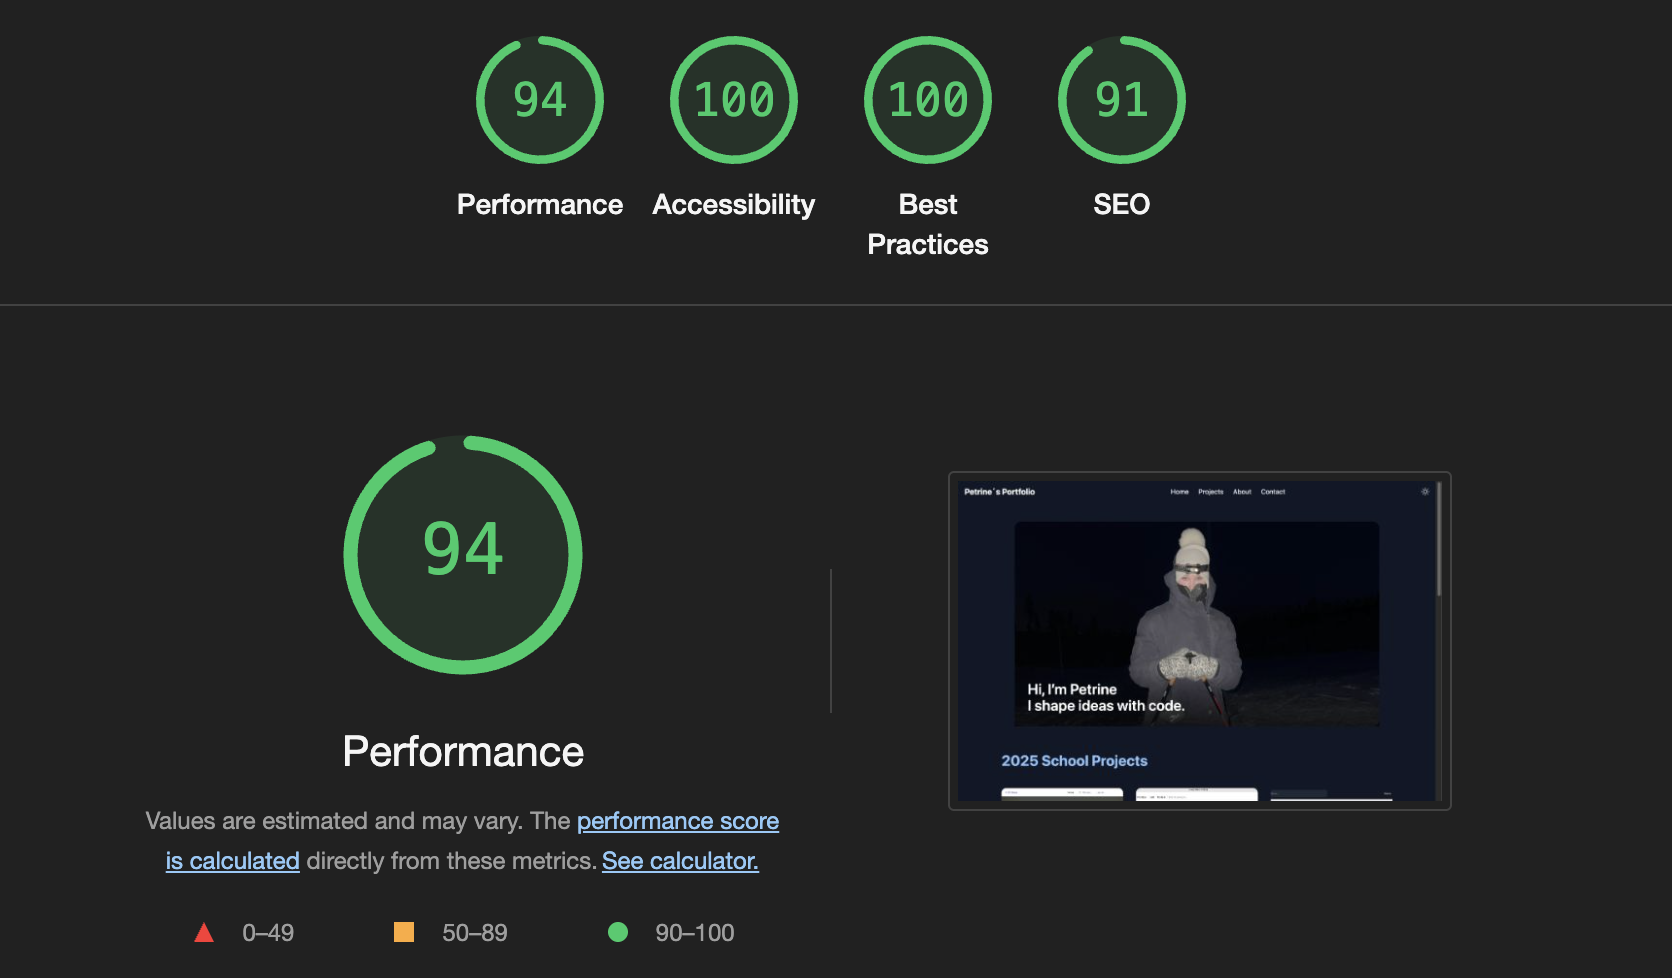 94
100
100
91
Performance
Accessibility
Best
Practices
SEO
94
Performance
Values are estimated and may vary. The performance score
is calculated directly from these metrics. See calculator.
0–49
50–89
90–100
Petrine´s Portfolio
Home
Projects
About
Contact
Hi, I'm Petrine
I shape ideas with code.
2025 School Projects